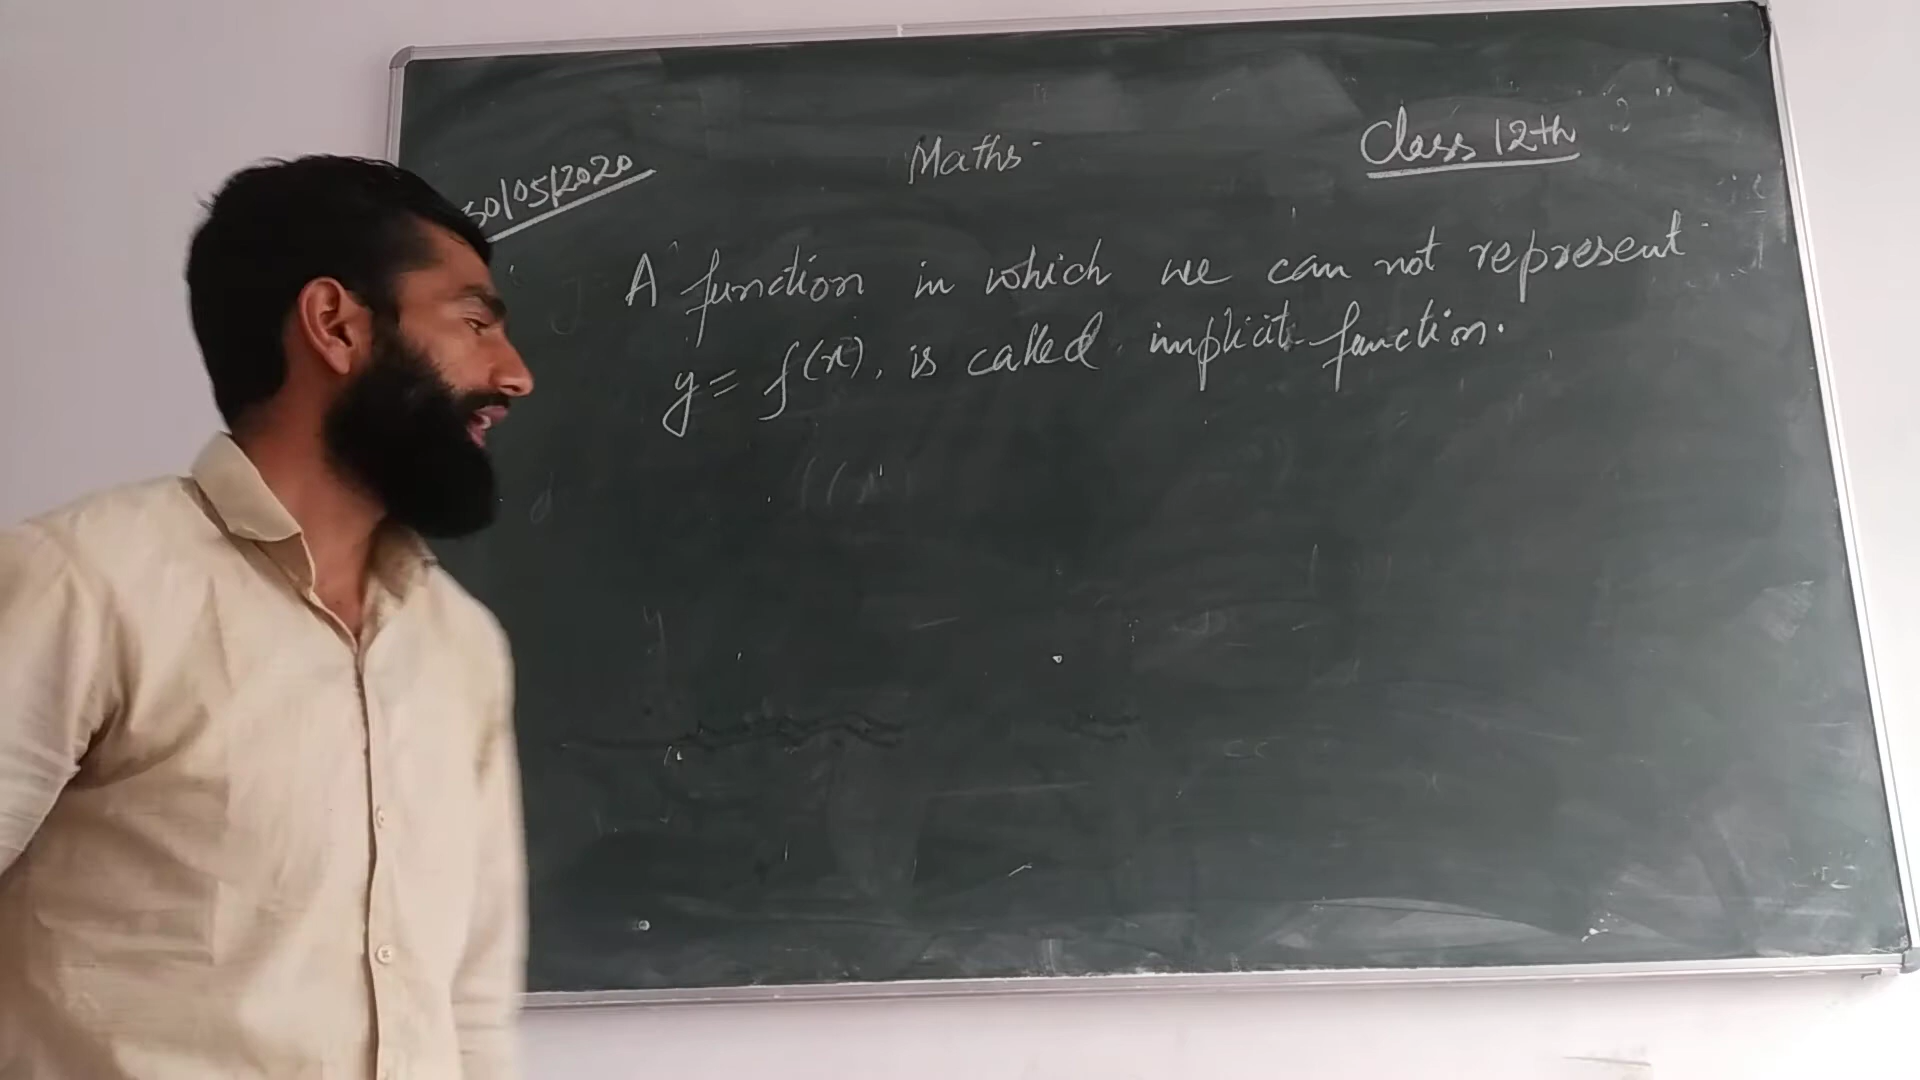 30/05/2020
Maths
Class 12th
A function in which we can not represent
y = f(x), is called implicit function.